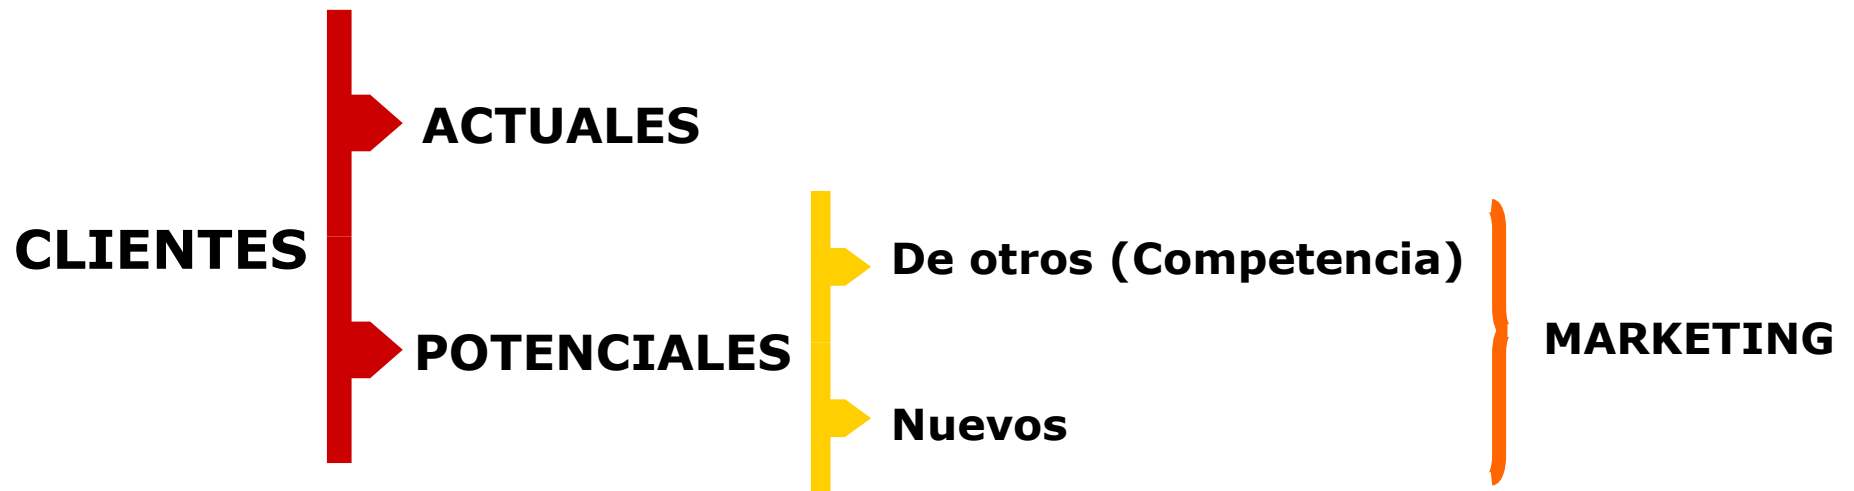 CLIENTES
ACTUALES
POTENCIALES
De otros (Competencia)
Nuevos
MARKETING